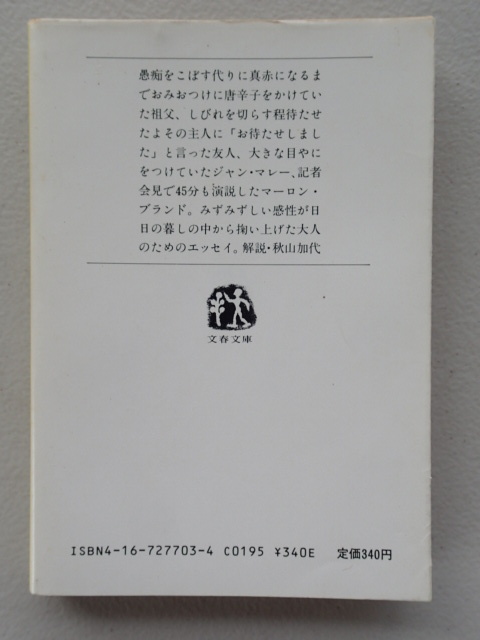 愚痴をこぼす代りに真赤になるま
でおみおつけに唐辛子をかけてい
た祖父、しびれを切らす程待たせ
たよその主人に「お待たせしまし
た」と言った友人、大きな目やに
をつけていたジャン・マレー、記者
会見で45分も演説したマーロン・
ブランド。みずみずしい感性が日
日の暮しの中から掬い上げた大人
のためのエッセイ。解説・秋山加代
文春文庫
ISBN4-16-727703-4 C0195 ¥340E 定価340円